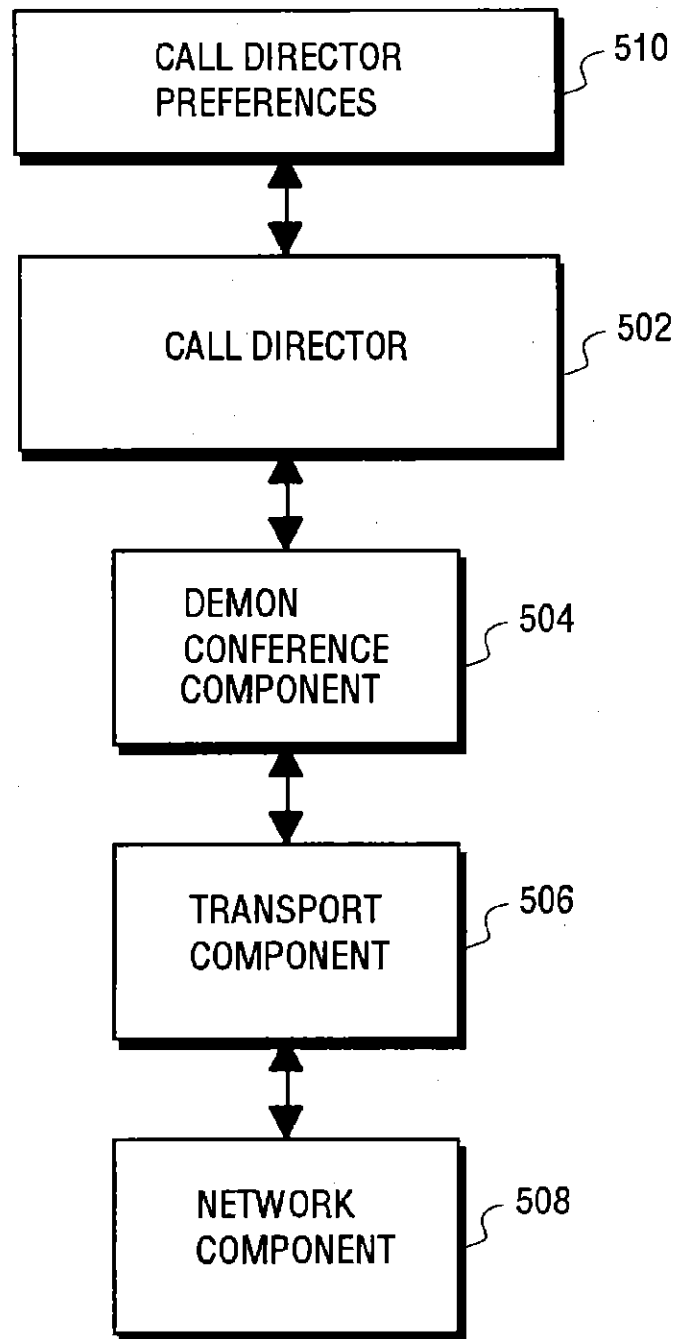 CALL DIRECTOR
PREFERENCES
510
CALL DIRECTOR
502
DEMON
CONFERENCE
COMPONENT
504
TRANSPORT
COMPONENT
506
NETWORK
COMPONENT
508